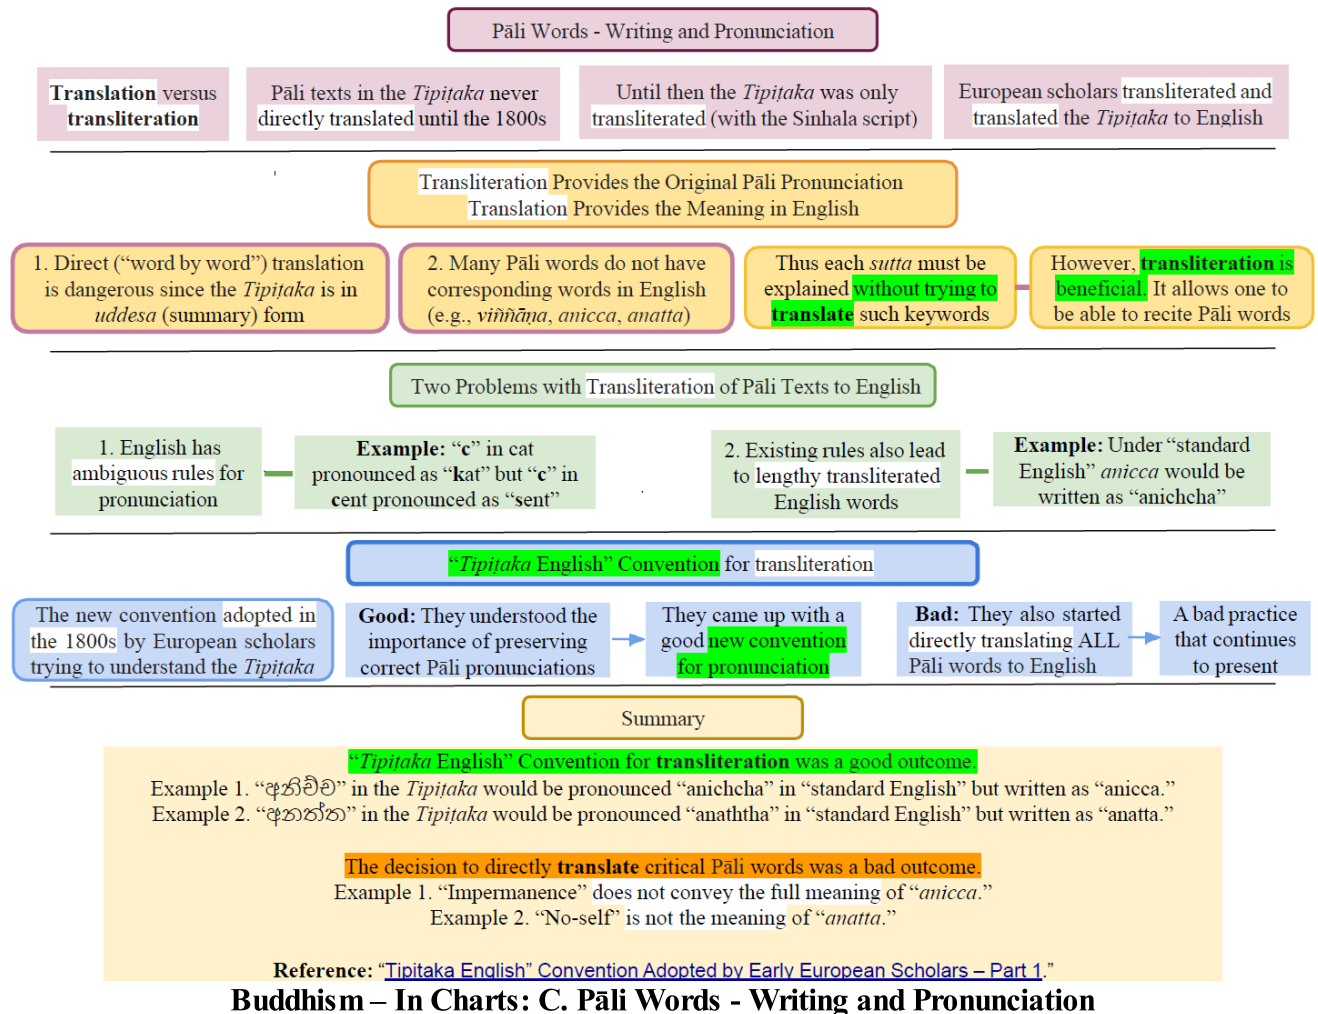 Pāli Words - Writing and Pronunciation
Translation versus
transliteration
Pāli texts in the Tipiṭaka never
directly translated until the 1800s
Until then the Tipiṭaka was only
transliterated (with the Sinhala script)
European scholars transliterated and
translated the Tipiṭaka to English
Transliteration Provides the Original Pāli Pronunciation
Translation Provides the Meaning in English
1. Direct (“word by word”) translation
is dangerous since the Tipiṭaka is in
uddesa (summary) form
2. Many Pāli words do not have
corresponding words in English
(e.g., viññāṇa, anicca, anatta)
Thus each sutta must be
explained without trying to
translate such keywords
However, transliteration is
beneficial. It allows one to
be able to recite Pāli words
Two Problems with Transliteration of Pāli Texts to English
1. English has
ambiguous rules for
pronunciation
Example: “c” in cat
pronounced as “kat” but “c” in
cent pronounced as “sent”
2. Existing rules also lead
to lengthy transliterated
English words
Example: Under “standard
English” anicca would be
written as “anichcha”
“Tipiṭaka English” Convention for transliteration
The new convention adopted in
the 1800s by European scholars
trying to understand the Tipiṭaka
Good: They understood the
importance of preserving
correct Pāli pronunciations
They came up with a
good new convention
for pronunciation
Bad: They also started
directly translating ALL
Pāli words to English
A bad practice
that continues
to present
Summary
“Tipiṭaka English” Convention for transliteration was a good outcome.
Example 1. “අනිච්ච” in the Tipiṭaka would be pronounced “anichcha” in “standard English” but written as “anicca.”
Example 2. “අනත්ත” in the Tipiṭaka would be pronounced “anaththa” in “standard English” but written as “anatta.”
The decision to directly translate critical Pāli words was a bad outcome.
Example 1. “Impermanence” does not convey the full meaning of “anicca.”
Example 2. “No-self” is not the meaning of “anatta.”
Reference: “Tipitaka English” Convention Adopted by Early European Scholars – Part 1.”
Buddhism – In Charts: C. Pāli Words - Writing and Pronunciation